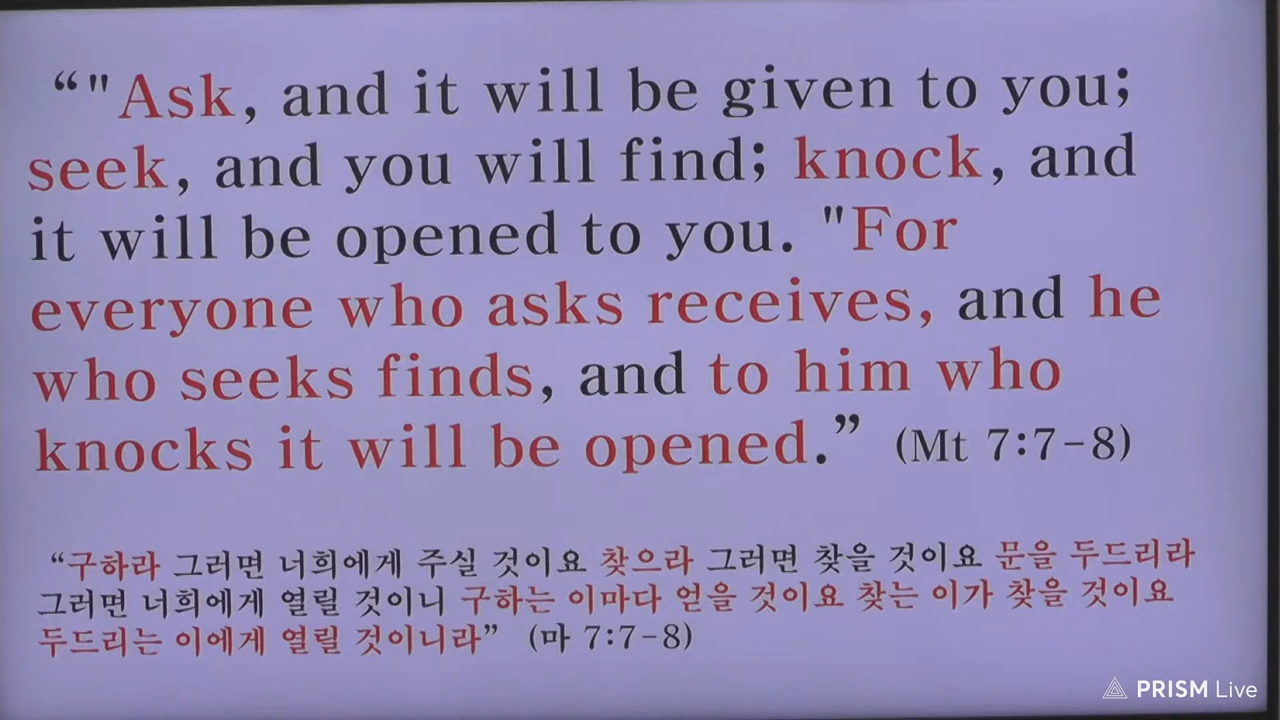 “"Ask, and it will be given to you;
seek, and you will find; knock, and
it will be opened to you. "For
everyone who asks receives, and he
who seeks finds, and to him who
knocks it will be opened.” (Mt 7:7-8)
“구하라 그러면 너희에게 주실 것이요 찾으라 그러면 찾을 것이요 문을 두드리라
그러면 너희에게 열릴 것이니 구하는 이마다 얻을 것이요 찾는 이가 찾을 것이요
두드리는 이에게 열릴 것이니라” (마 7:7-8)
PRISM Live